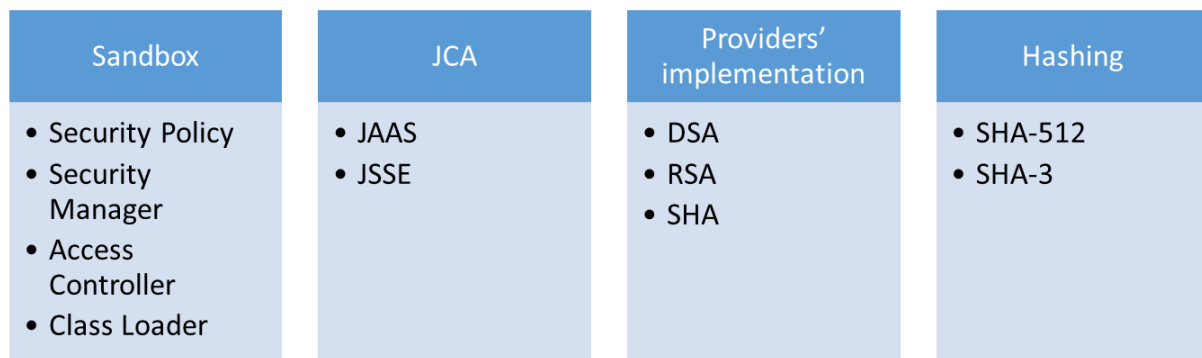 Sandbox
• Security Policy
• Security
Manager
• Access
Controller
• Class Loader
JCA
• JAAS
• JSSE
Providers’
implementation
• DSA
• RSA
• SHA
Hashing
• SHA-512
• SHA-3